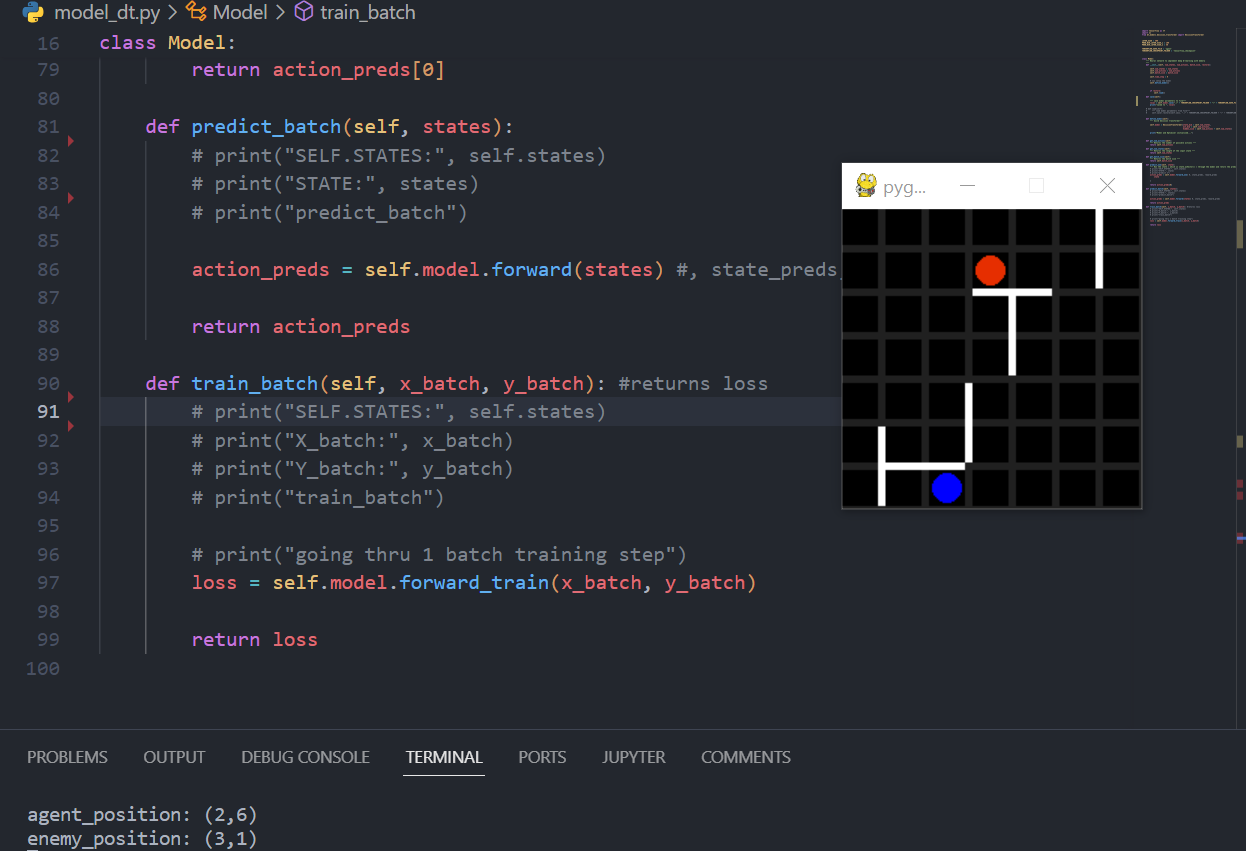 model_dt.py > Model > train_batch
16 class Model:
79 return action_preds[0]
80
81 def predict_batch(self, states):
82 # print("SELF.STATES:", self.states)
83 # print("STATE:", states)
84 # print("predict_batch")
85
86 action_preds = self.model.forward(states) #, state_preds,
87
88 return action_preds
89
90 def train_batch(self, x_batch, y_batch): #returns loss
91 # print("SELF.STATES:", self.states)
92 # print("X_batch:", x_batch)
93 # print("Y_batch:", y_batch)
94 # print("train_batch")
95
96 # print("going thru 1 batch training step")
97 loss = self.model.forward_train(x_batch, y_batch)
98
99 return loss
100
pyg...
PROBLEMS OUTPUT DEBUG CONSOLE TERMINAL PORTS JUPYTER COMMENTS
agent_position: (2,6)
enemy_position: (3,1)